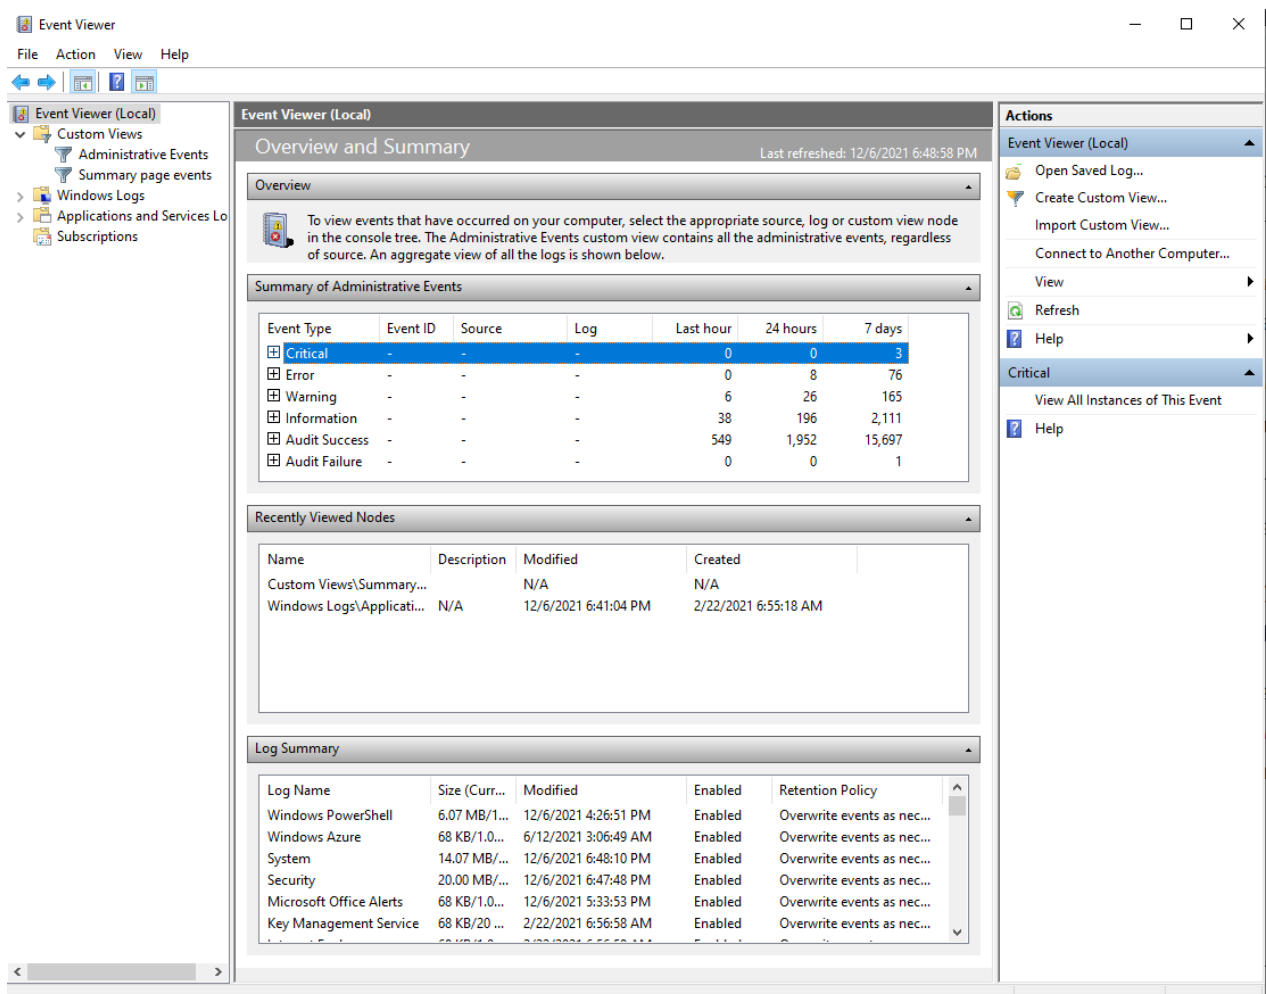 Event Viewer
File Action View Help
Event Viewer (Local)
Custom Views
Administrative Events
Summary page events
Windows Logs
Applications and Services Lo
Subscriptions
Event Viewer (Local)
Overview and Summary Last refreshed: 12/6/2021 6:48:58 PM
Overview
To view events that have occurred on your computer, select the appropriate source, log or custom view node
in the console tree. The Administrative Events custom view contains all the administrative events, regardless
of source. An aggregate view of all the logs is shown below.
Summary of Administrative Events
Event Type Event ID Source Log Last hour 24 hours 7 days
Critical - - - 0 0 3
Error - - - 0 8 76
Warning - - - 6 26 165
Information - - - 38 196 2,111
Audit Success - - - 549 1,952 15,697
Audit Failure - - - 0 0 1
Recently Viewed Nodes
Name Description Modified Created
Custom Views\Summary... N/A N/A
Windows Logs\Applicati... N/A 12/6/2021 6:41:04 PM 2/22/2021 6:55:18 AM
Log Summary
Log Name Size (Curr... Modified Enabled Retention Policy
Windows PowerShell 6.07 MB/1... 12/6/2021 4:26:51 PM Enabled Overwrite events as nec...
Windows Azure 68 KB/1.0... 6/12/2021 3:06:49 AM Enabled Overwrite events as nec...
System 14.07 MB/... 12/6/2021 6:48:10 PM Enabled Overwrite events as nec...
Security 20.00 MB/... 12/6/2021 6:47:48 PM Enabled Overwrite events as nec...
Microsoft Office Alerts 68 KB/1.0... 12/6/2021 5:33:53 PM Enabled Overwrite events as nec...
Key Management Service 68 KB/20 ... 2/22/2021 6:56:58 AM Enabled Overwrite events as nec...
Actions
Event Viewer (Local)
Open Saved Log...
Create Custom View...
Import Custom View...
Connect to Another Computer...
View
Refresh
Help
Critical
View All Instances of This Event
Help